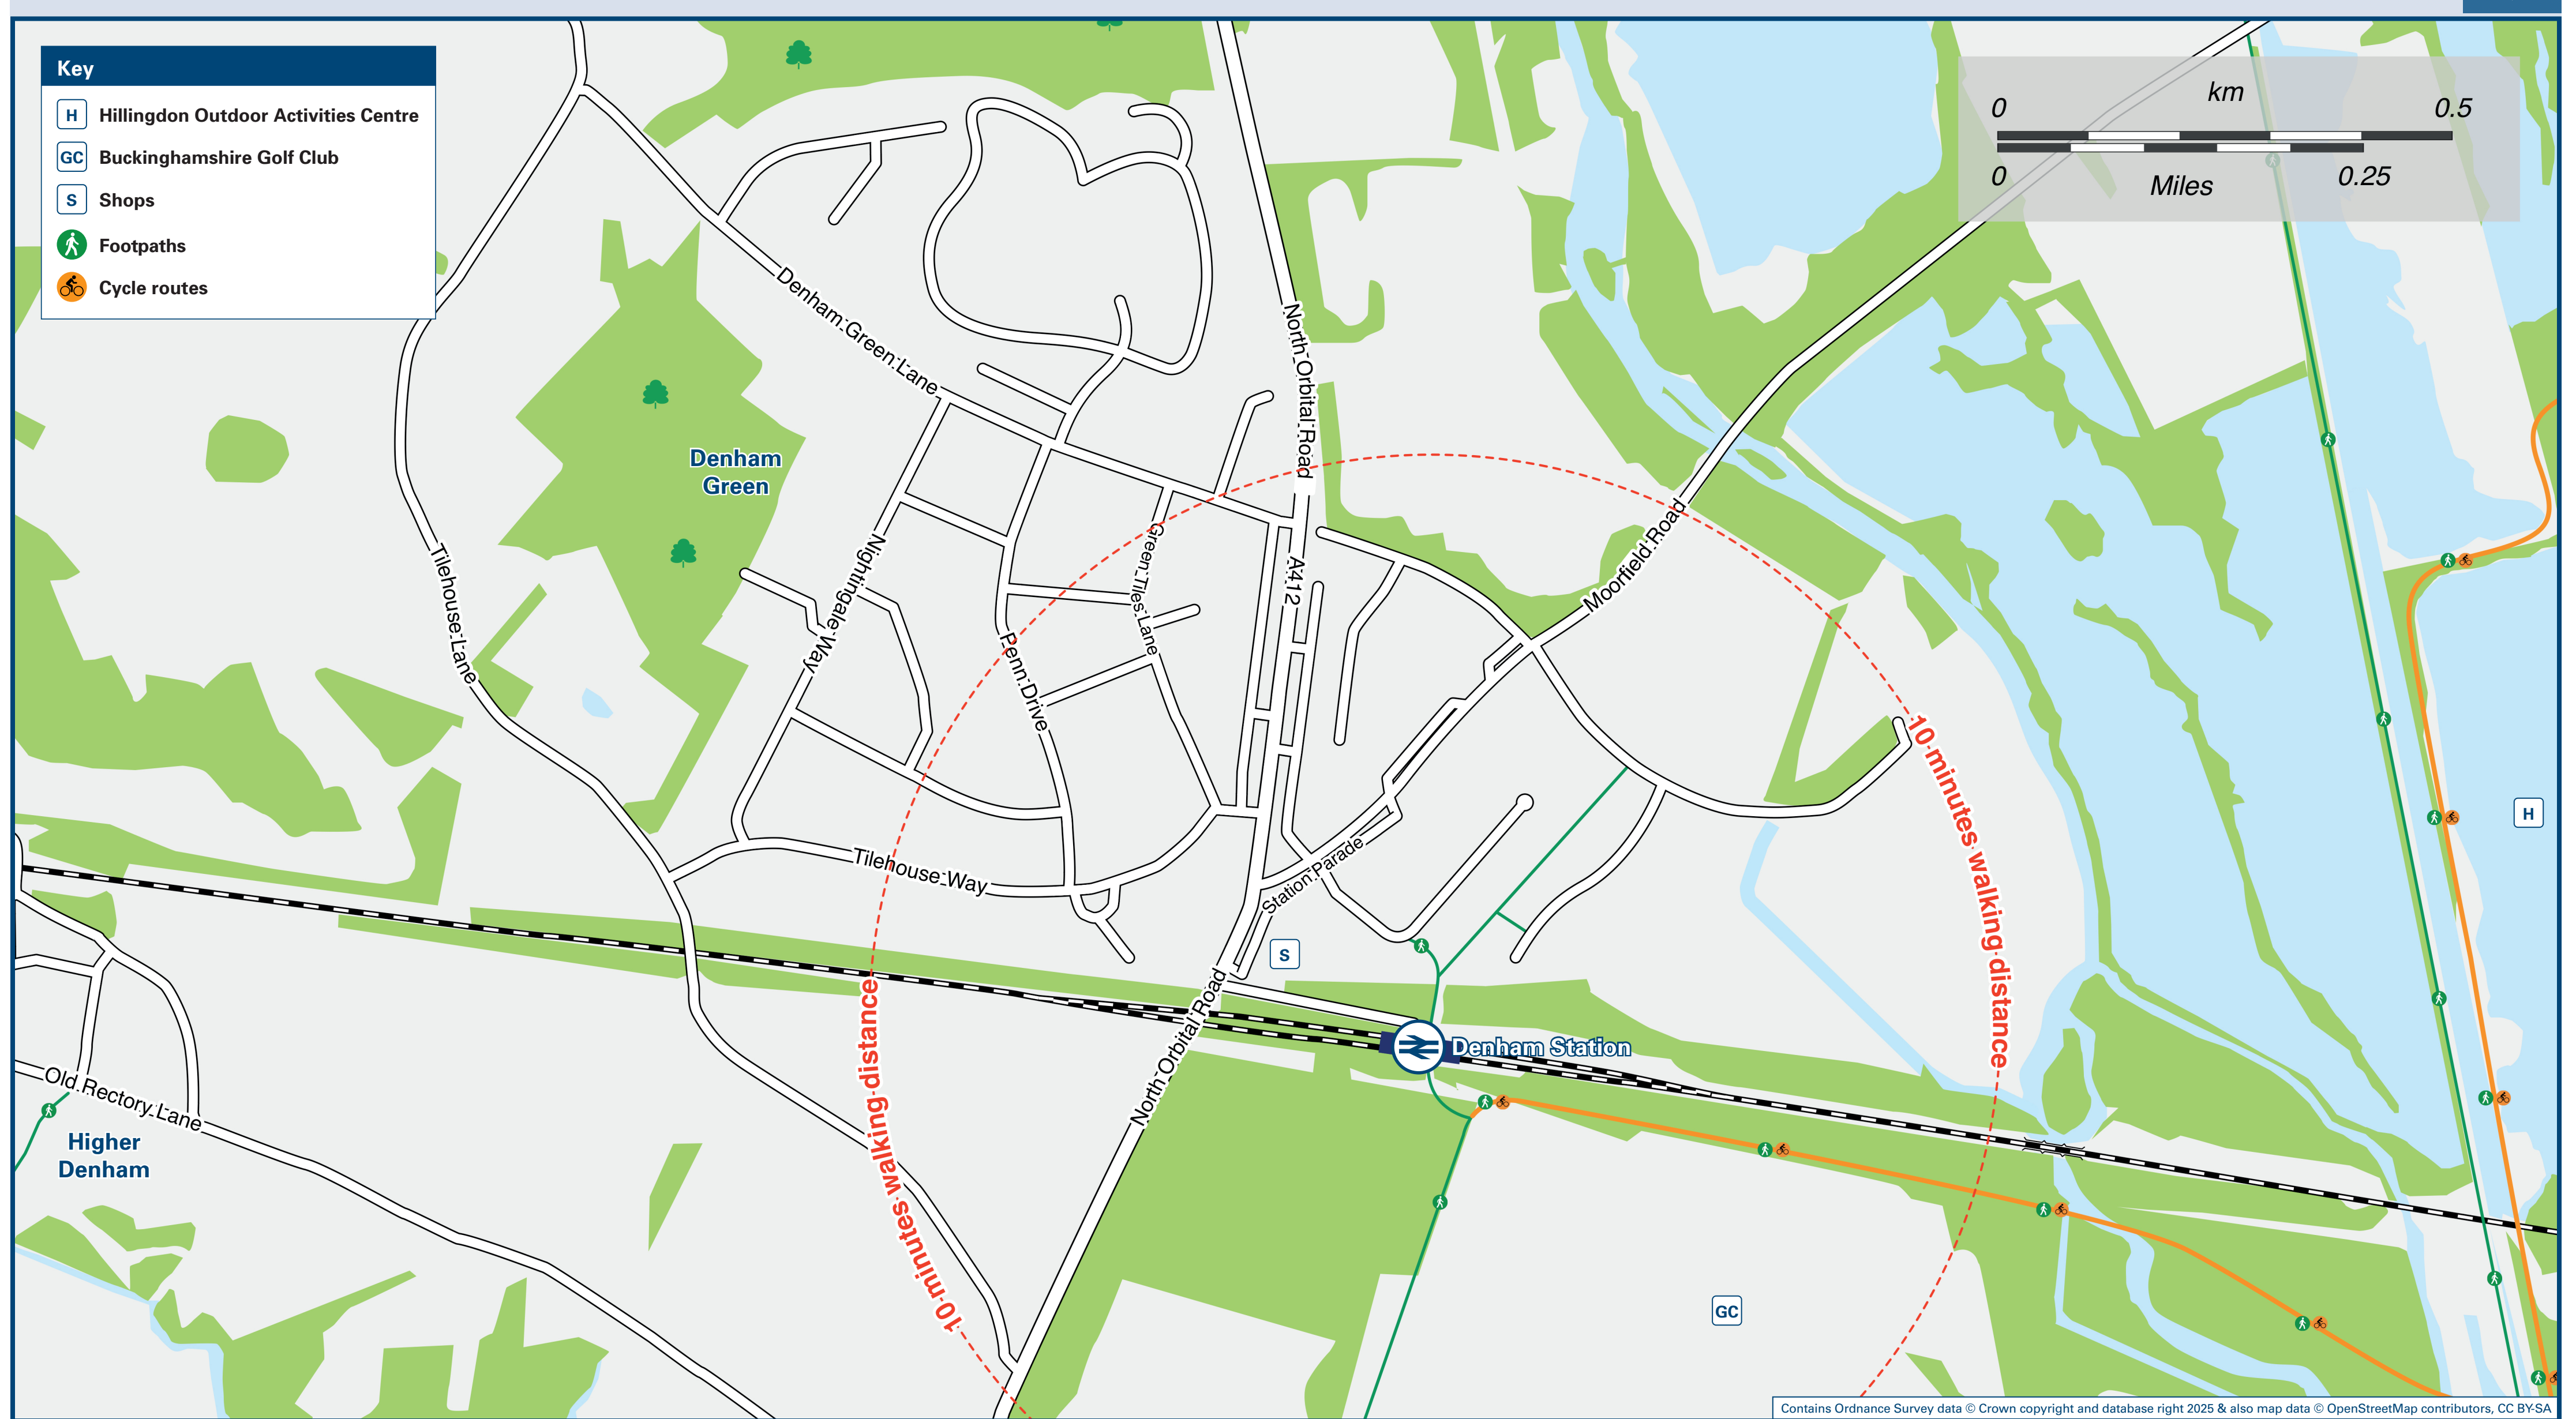 Key
H Hillingdon Outdoor Activities Centre
GC Buckinghamshire Golf Club
S Shops
Footpaths
Cycle routes
km
0 0.5
0 0.25
Miles
Denham Green Lane
North Orbital Road
Denham
Green
Tilehouse Lane
Nightingale Way
Green Tiles Lane
A412
Moorfield Road
Penn Drive
10 minutes walking distance
H
Tilehouse Way
Station Parade
S
North Orbital Road
Denham Station
10 minutes walking distance
Old Rectory Lane
Higher
Denham
GC
Contains Ordnance Survey data © Crown copyright and database right 2025 & also map data © OpenStreetMap contributors, CC BY-SA